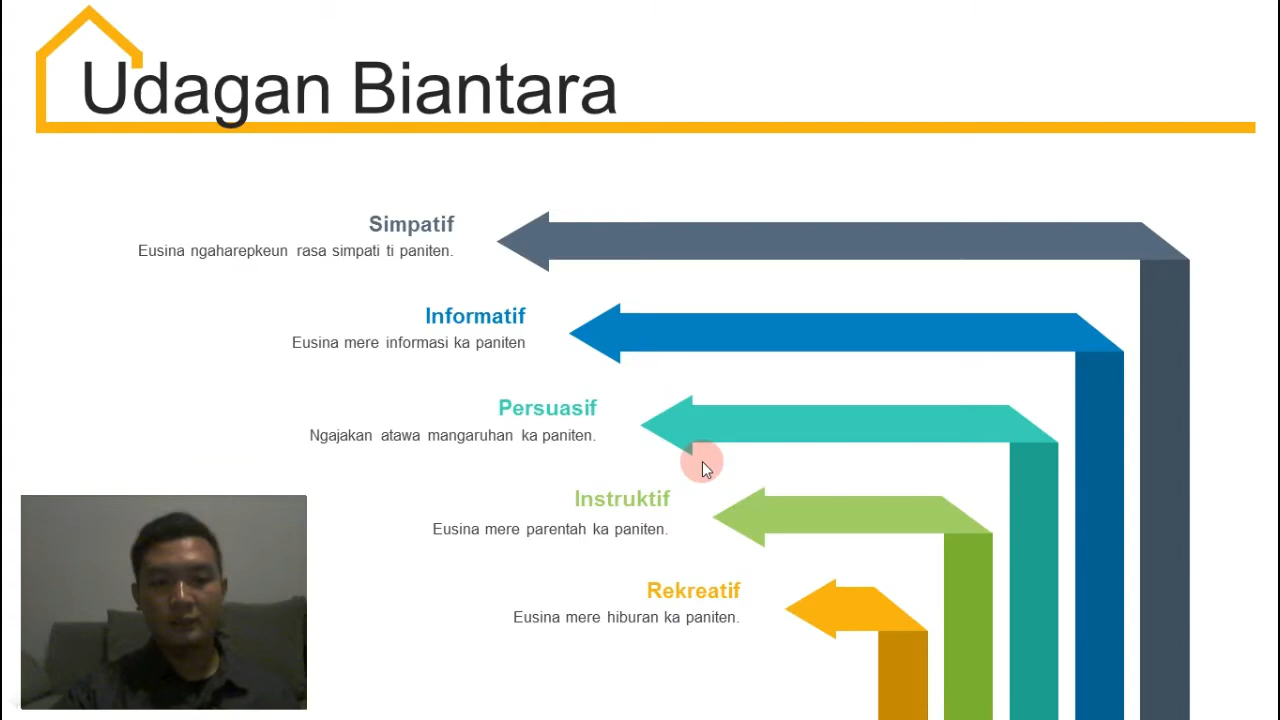 Udagan Biantara
Simpatif
Eusina ngaharepkeun rasa simpati ti paniten.
Informatif
Eusina mere informasi ka paniten
Persuasif
Ngajakan atawa mangaruhan ka paniten.
Instruktif
Eusina mere parentah ka paniten.
Rekreatif
Eusina mere hiburan ka paniten.